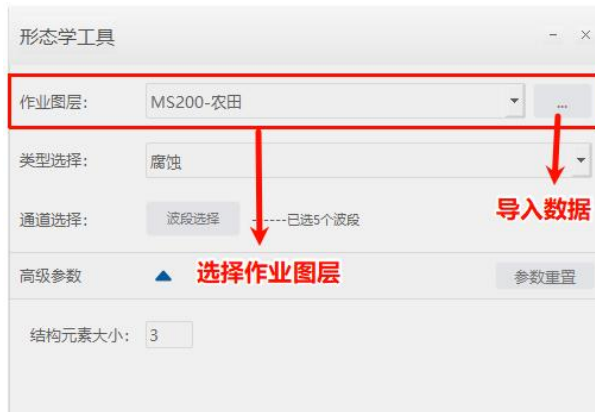 形态学工具
作业图层: MS200-农田 ...
类型选择: 腐蚀
导入数据
通道选择: 波段选择 ------已选5个波段
选择作业图层
高级参数 参数重置
结构元素大小: 3